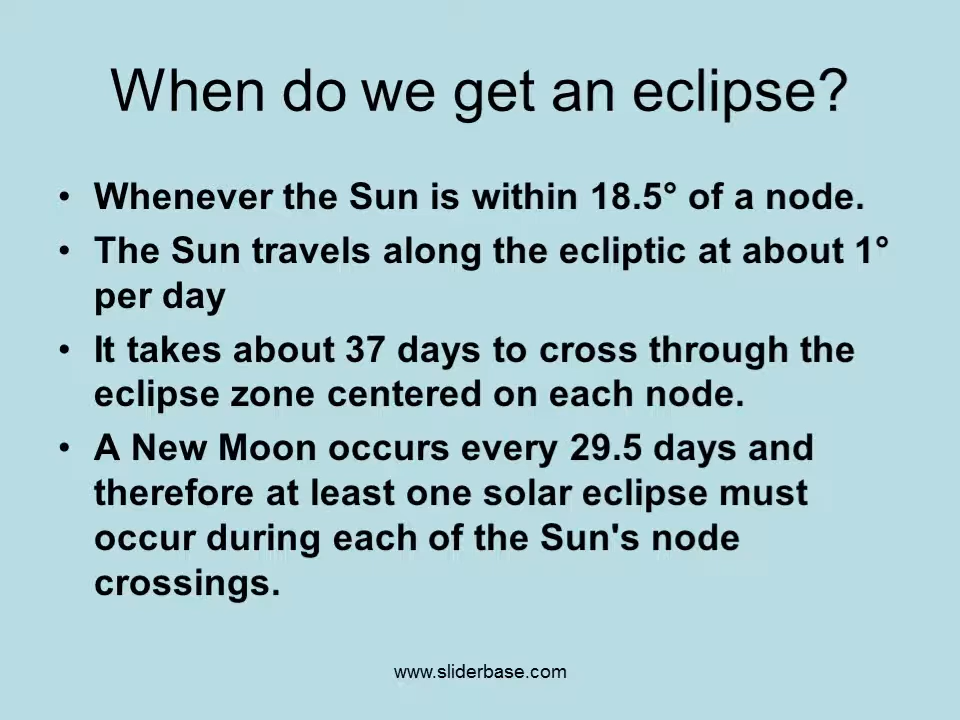 When do we get an eclipse?
• Whenever the Sun is within 18.5° of a node.
• The Sun travels along the ecliptic at about 1°
per day
• It takes about 37 days to cross through the
eclipse zone centered on each node.
• A New Moon occurs every 29.5 days and
therefore at least one solar eclipse must
occur during each of the Sun's node
crossings.
www.sliderbase.com